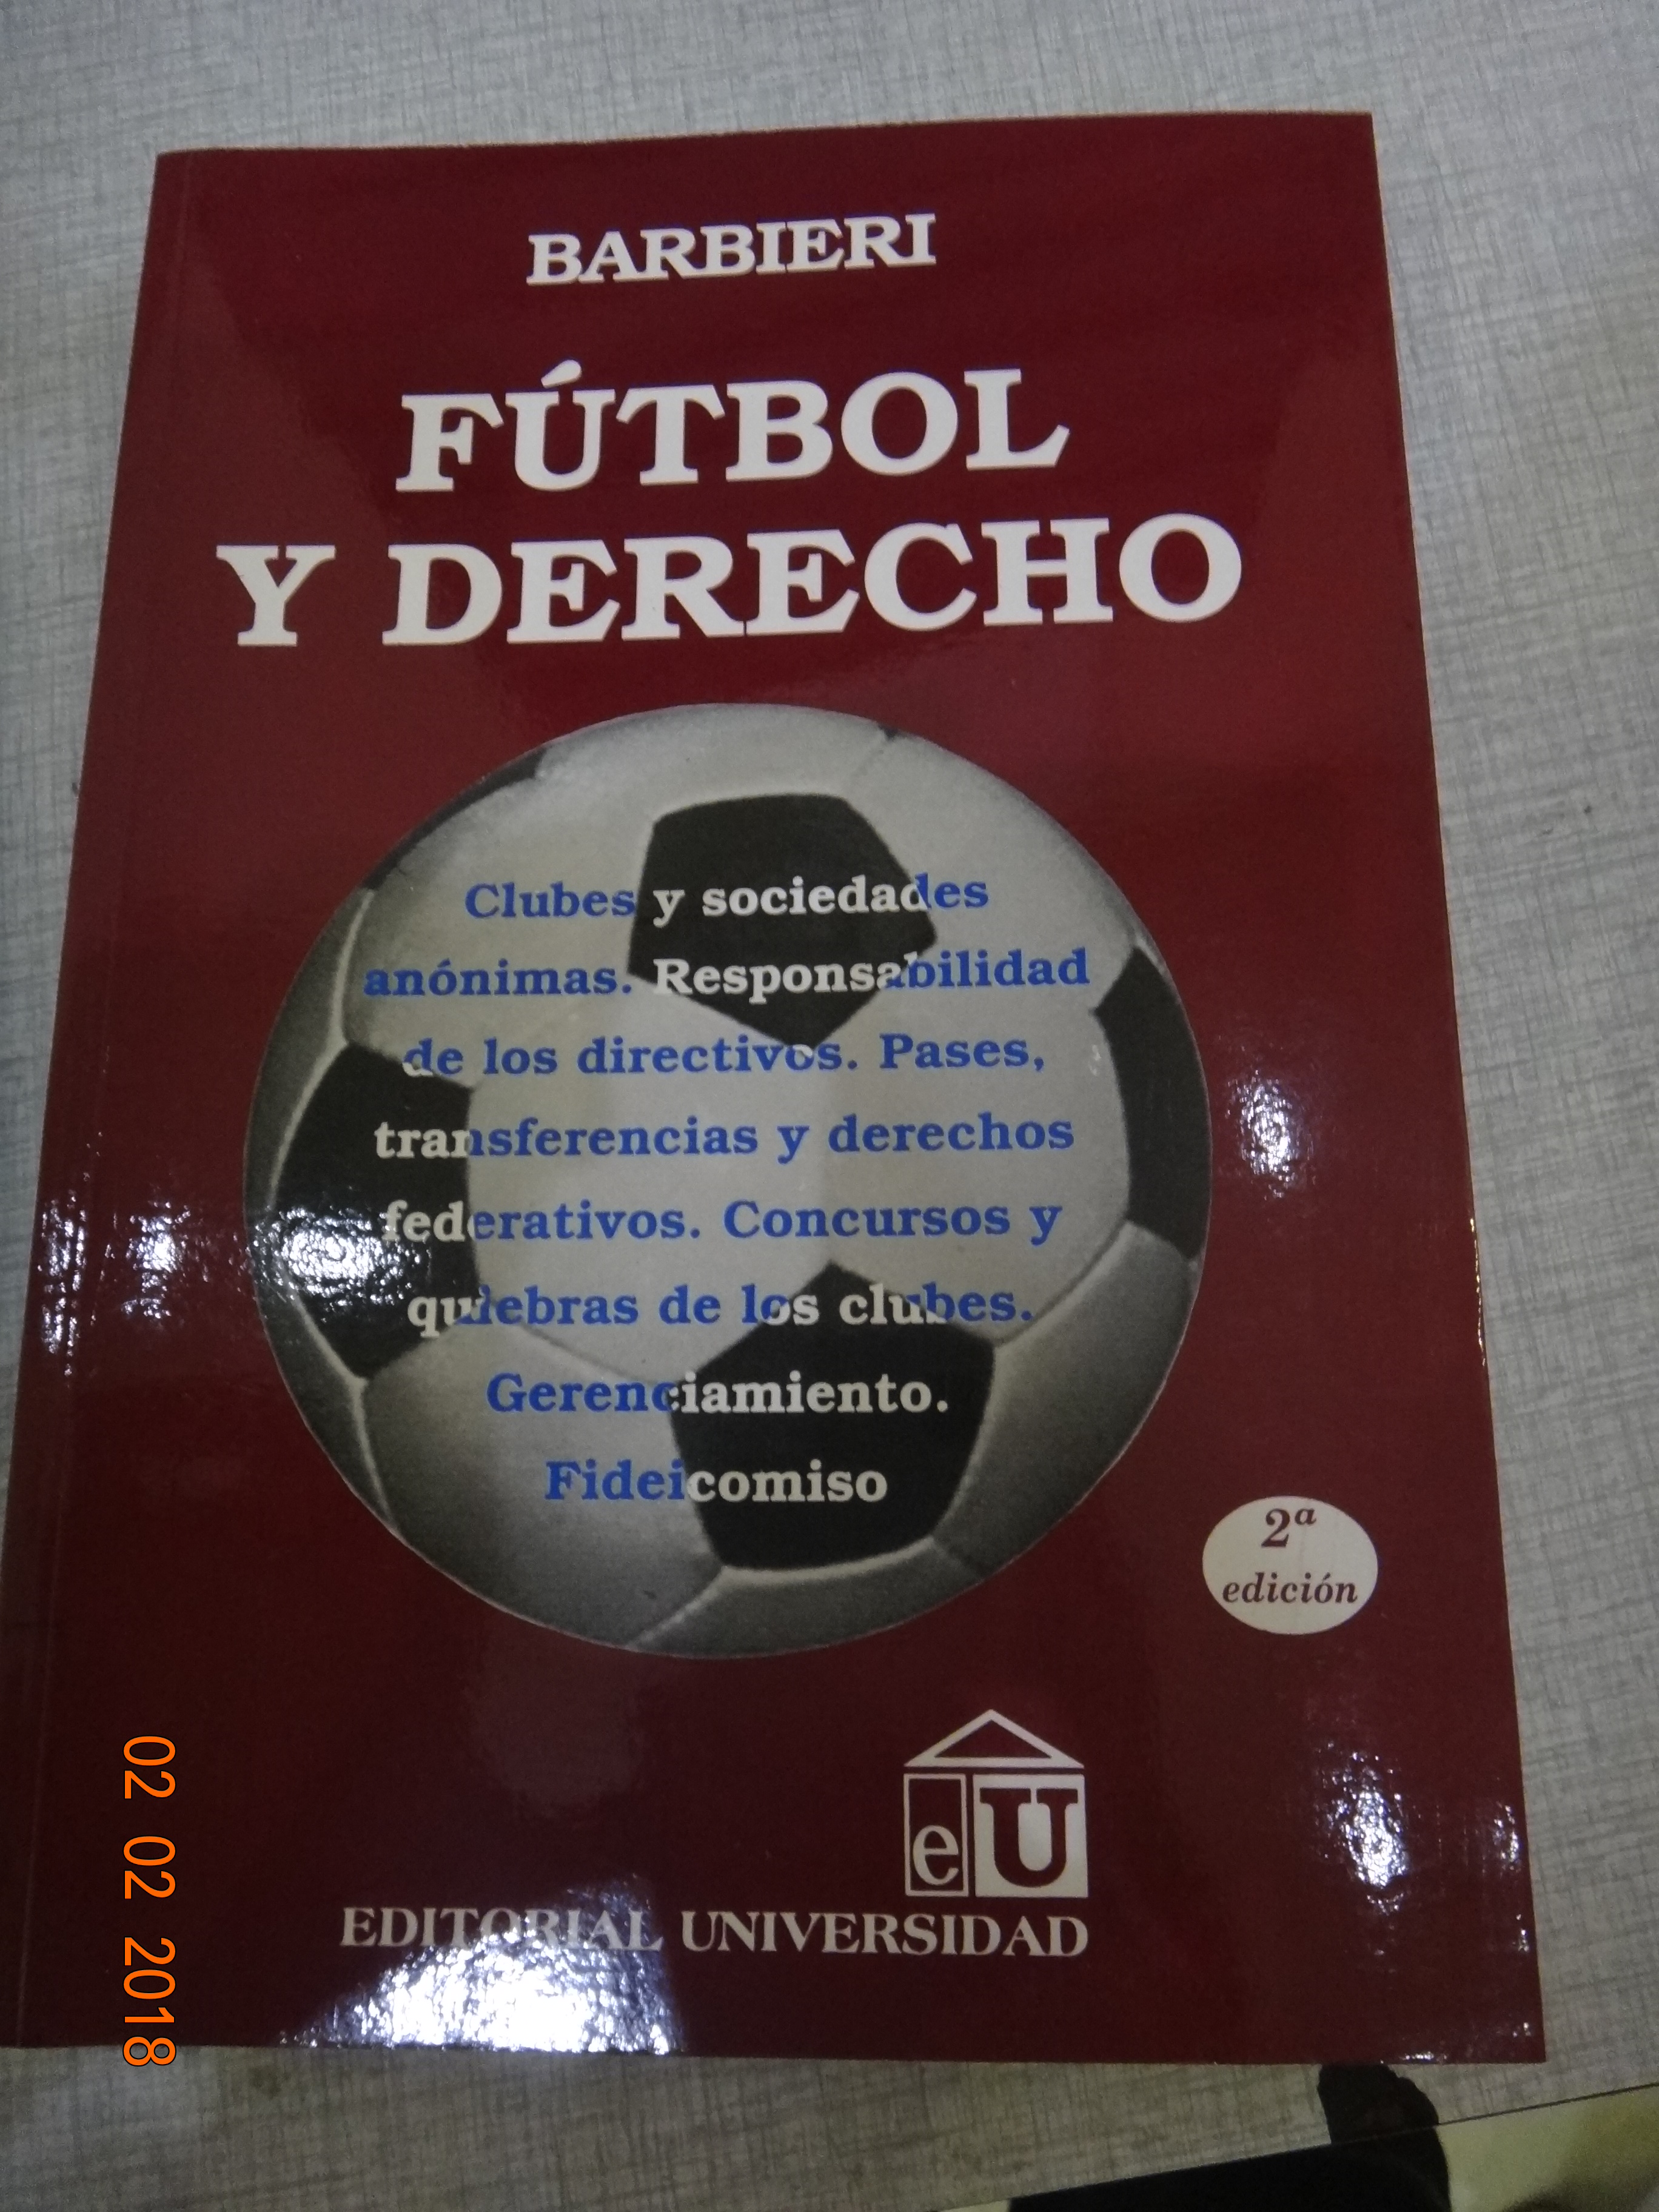 BARBIERI
FÚTBOL
Y DERECHO
Clubes y sociedades
anónimas. Responsabilidad
de los directivos. Pases,
transferencias y derechos
federativos. Concursos y
quiebras de los clubes.
Gerenciamiento.
Fideicomiso
2ª
edición
eU
EDITORIAL UNIVERSIDAD
02 02 2018